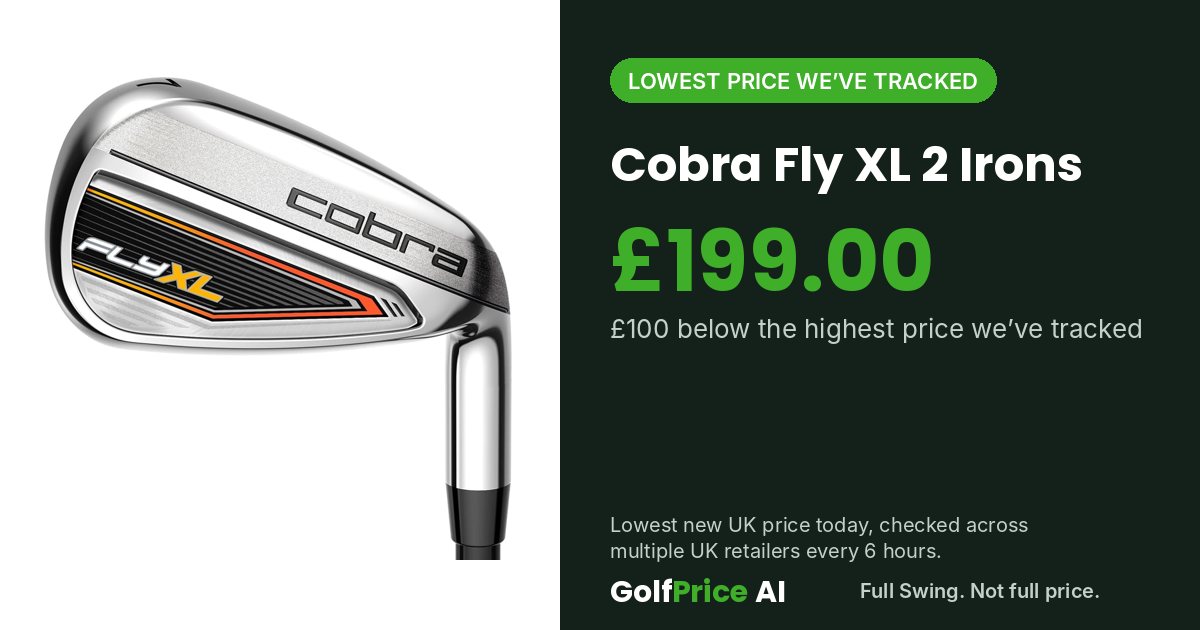 7
cobra
FLYXL
LOWEST PRICE WE’VE TRACKED
Cobra Fly XL 2 Irons
£199.00
£100 below the highest price we’ve tracked
Lowest new UK price today, checked across
multiple UK retailers every 6 hours.
GolfPrice AI
Full Swing. Not full price.